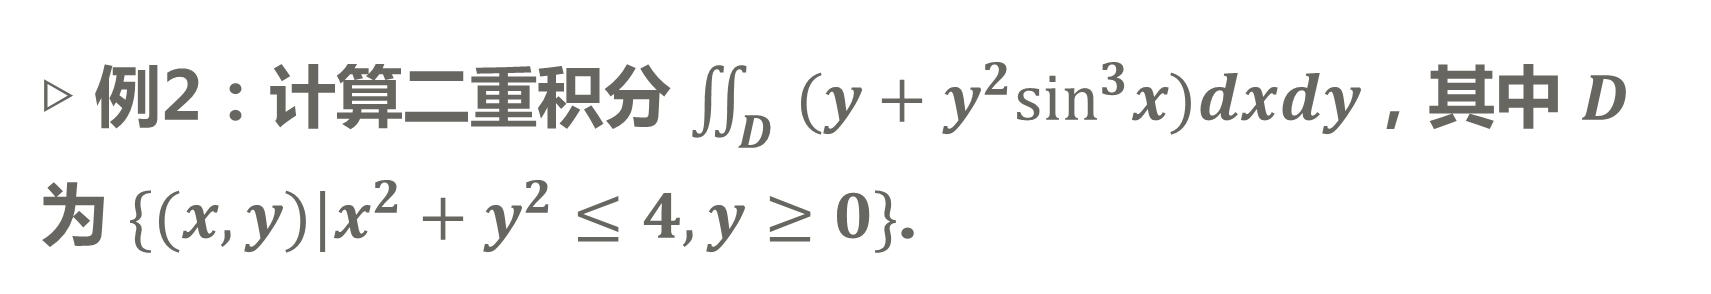 ▷ 例2：计算二重积分 ∬_D (y + y²sin³x)dxdy，其中 D
为 {(x, y)|x² + y² ≤ 4, y ≥ 0}.